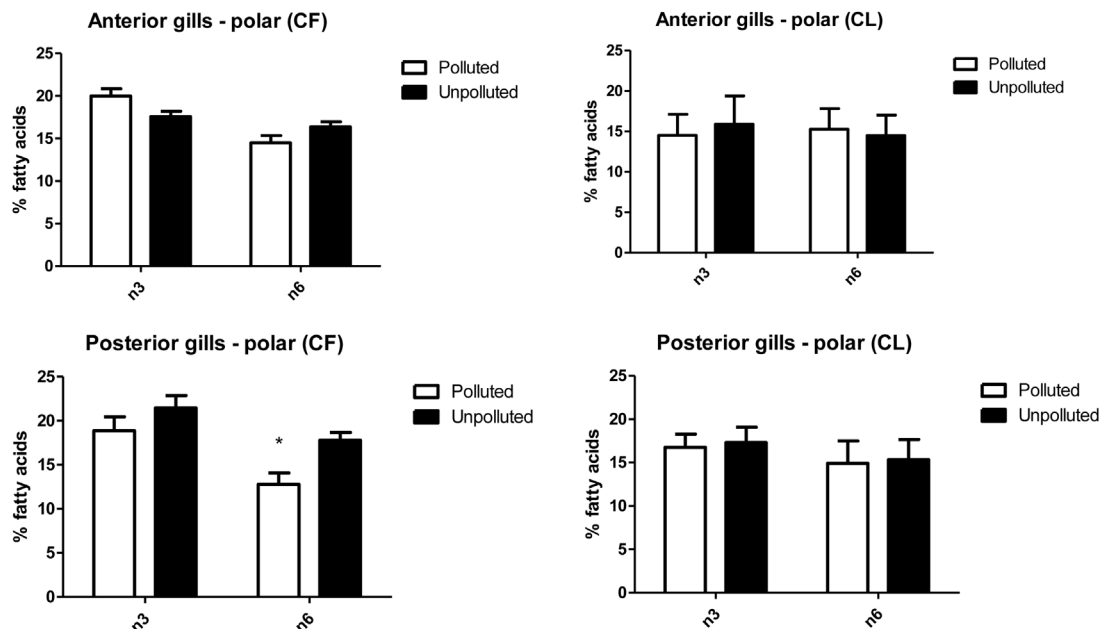 Anterior gills - polar (CF)
% fatty acids
25
20
15
10
5
0
n3
n6
Polluted
Unpolluted
Anterior gills - polar (CL)
% fatty acids
25
20
15
10
5
0
n3
n6
Polluted
Unpolluted
Posterior gills - polar (CF)
% fatty acids
25
20
15
10
5
0
*
n3
n6
Polluted
Unpolluted
Posterior gills - polar (CL)
% fatty acids
25
20
15
10
5
0
n3
n6
Polluted
Unpolluted